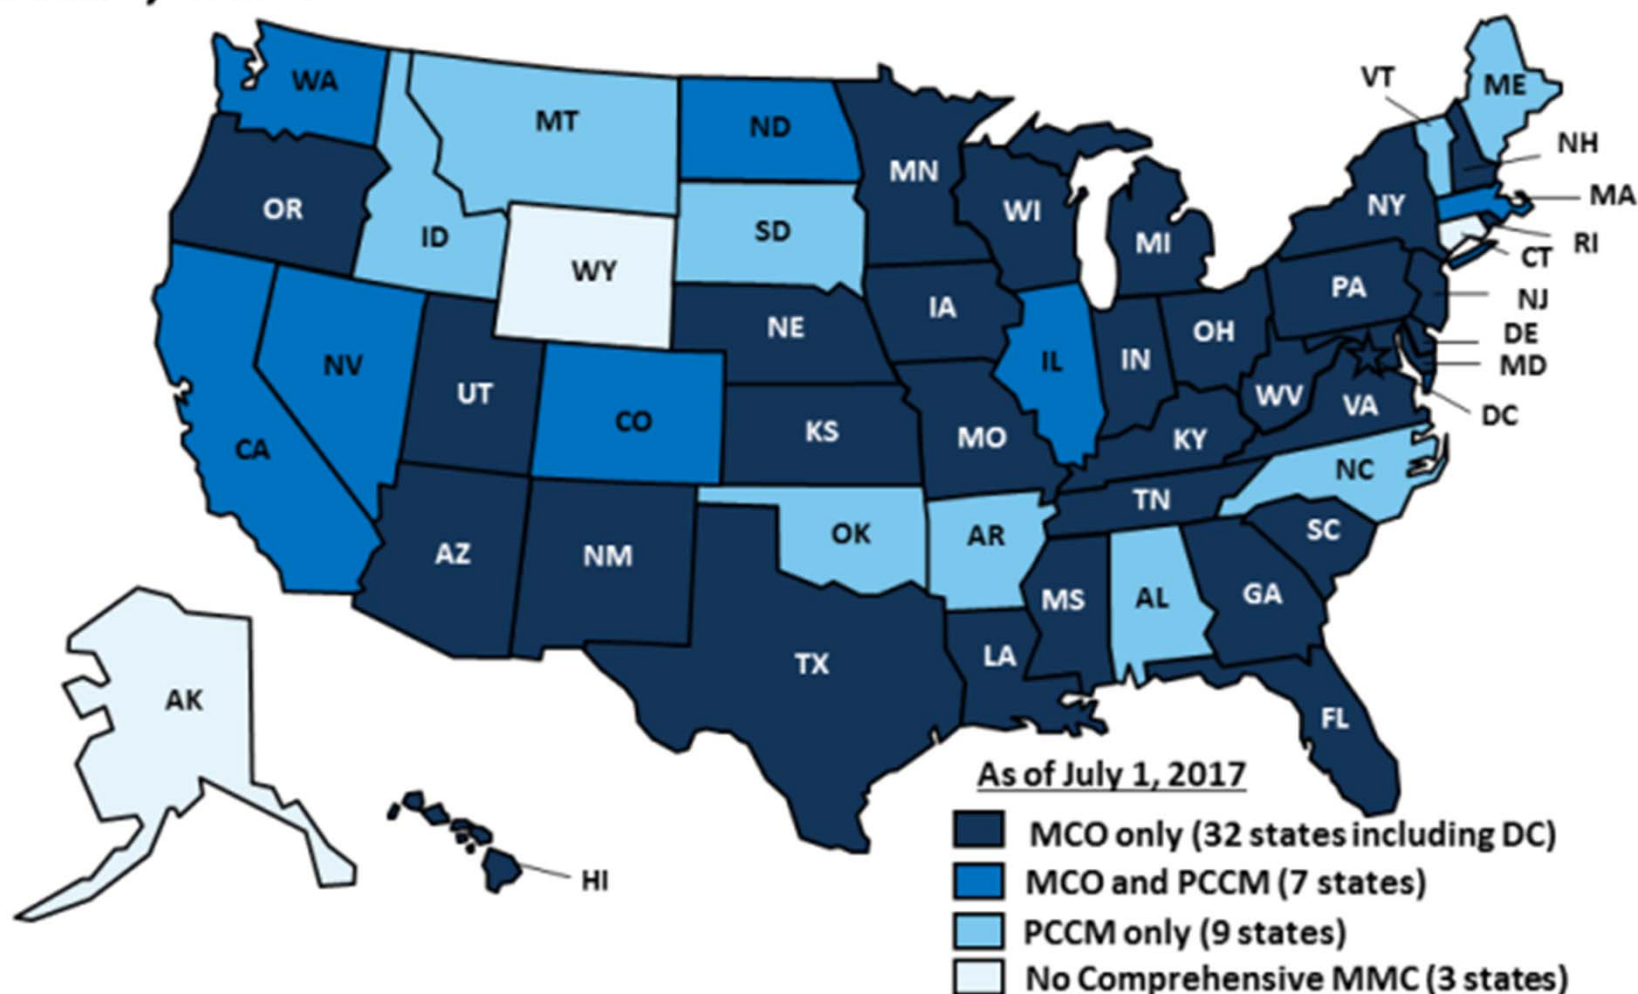 WA
MT
ND
MN
VT
ME
NH
OR
ID
SD
WI
MI
NY
MA
RI
CT
WY
NE
IA
PA
NJ
NV
UT
CO
KS
MO
IL
IN
OH
WV
VA
DE
MD
DC
CA
KY
NC
AZ
NM
OK
AR
TN
SC
MS
AL
GA
TX
LA
FL
AK
HI
As of July 1, 2017
MCO only (32 states including DC)
MCO and PCCM (7 states)
PCCM only (9 states)
No Comprehensive MMC (3 states)